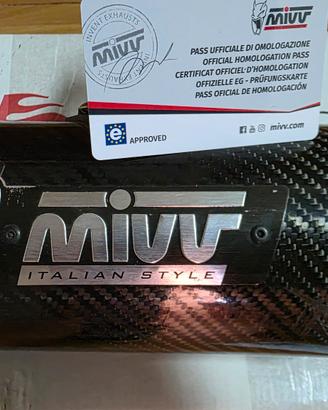 mivv
INVENT EXHAUSTS
mivv
PASS UFFICIALE DI OMOLOGAZIONE
OFFICIAL HOMOLOGATION PASS
CERTIFICAT OFFICIEL D'HOMOLOGATION
OFFIZIELLE EG - PRÜFUNGSKARTE
PASS OFICIAL DE HOMOLOGACIÓN
e APPROVED
mivv.com
mivv
ITALIAN STYLE